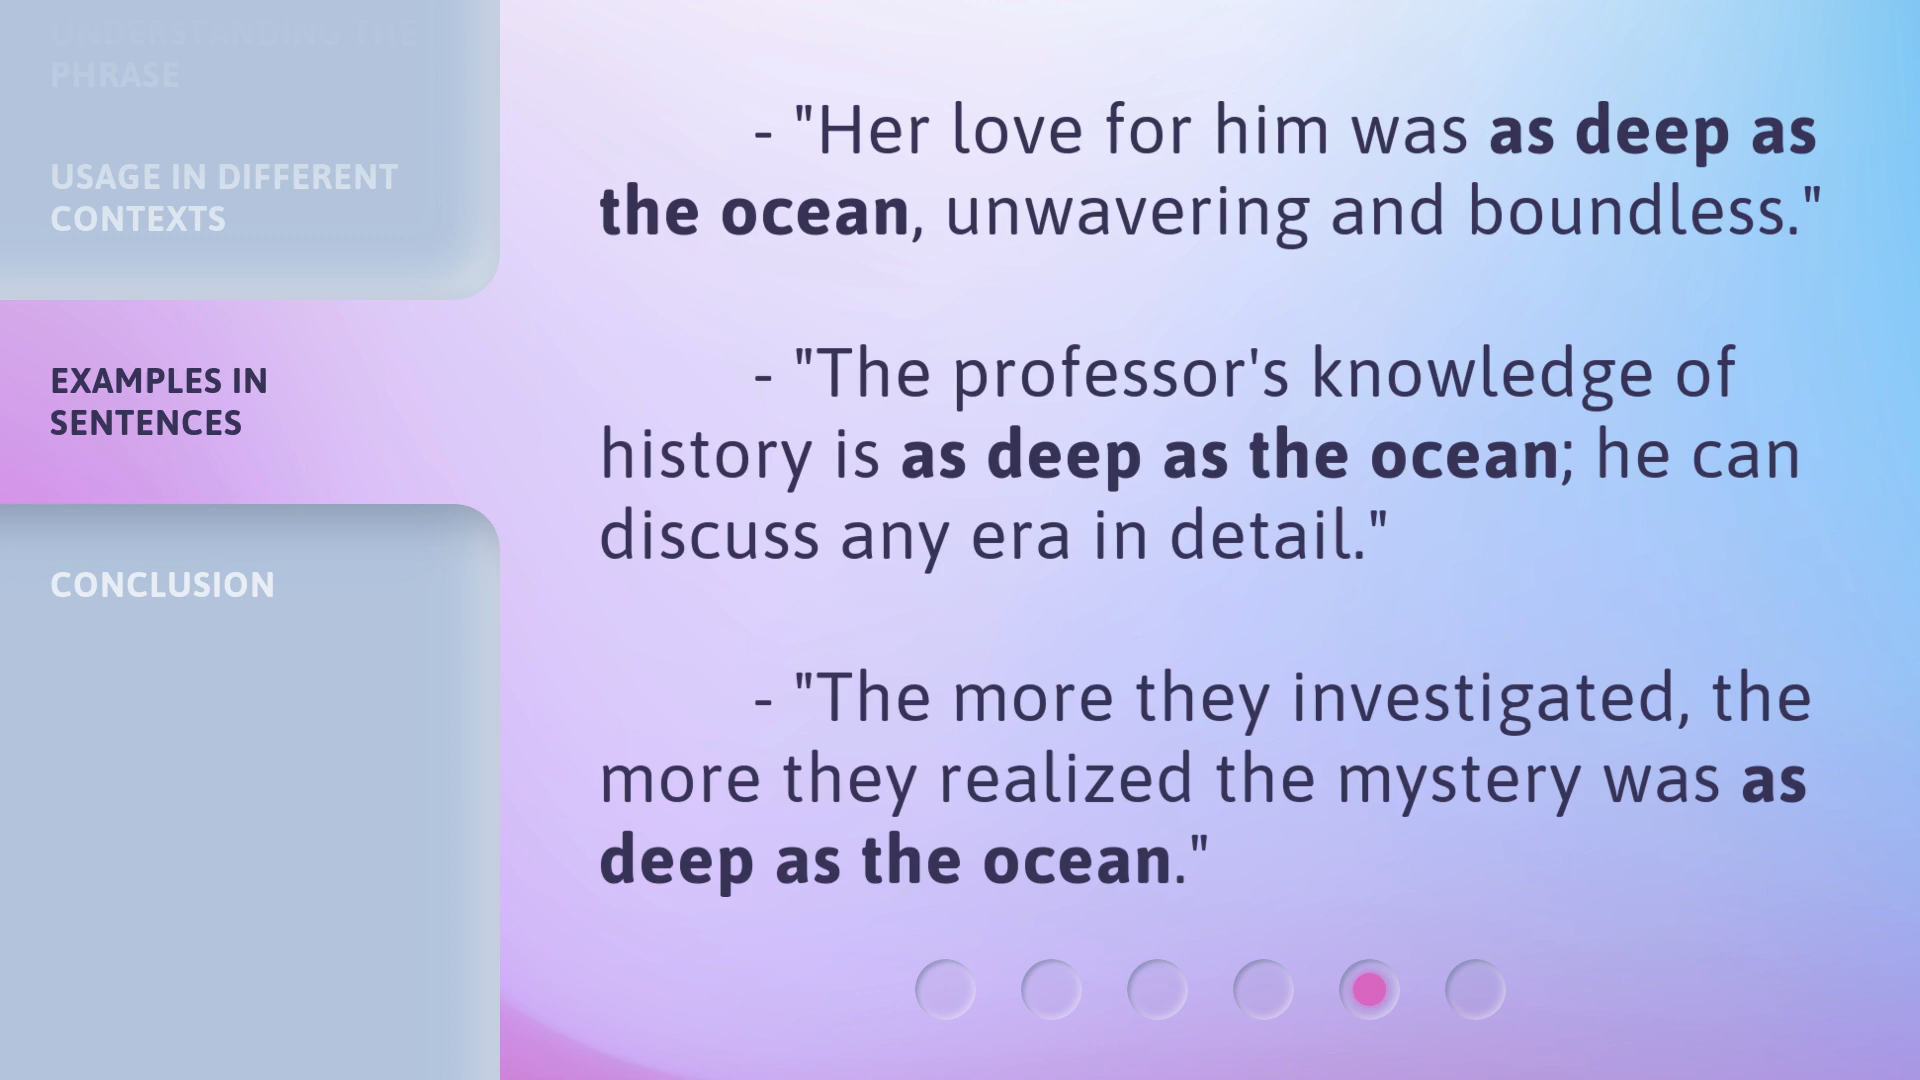 UNDERSTANDING THE
PHRASE
USAGE IN DIFFERENT
CONTEXTS
EXAMPLES IN
SENTENCES
CONCLUSION
- "Her love for him was as deep as
the ocean, unwavering and boundless."
- "The professor's knowledge of
history is as deep as the ocean; he can
discuss any era in detail."
- "The more they investigated, the
more they realized the mystery was as
deep as the ocean."